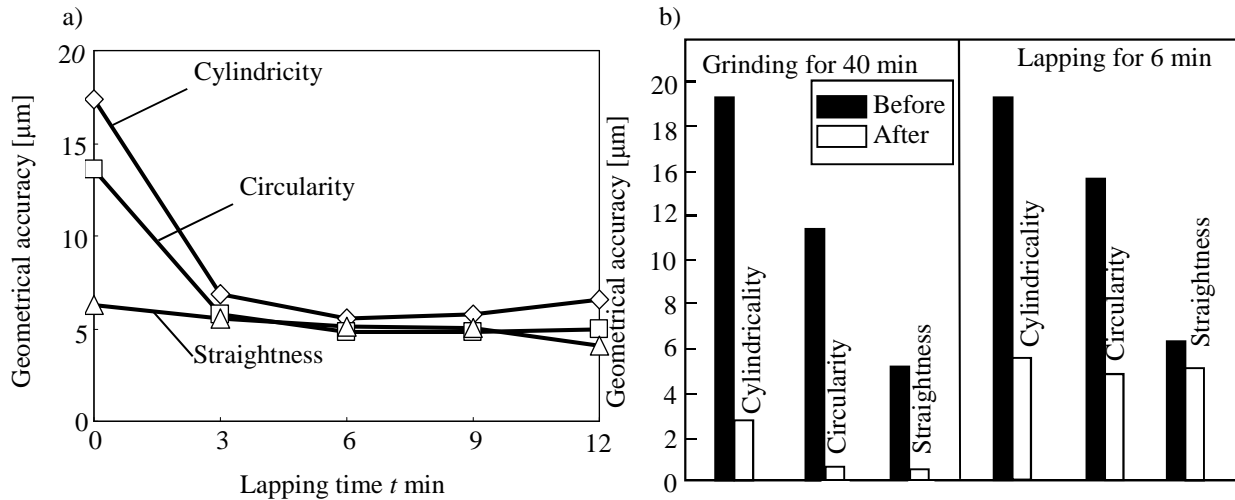 a)
Geometrical accuracy [μm]
20
15
10
5
0
Cylindricity
Circularity
Straightness
0 3 6 9 12
Lapping time t min
b)
Geometrical accuracy [μm]
20
18
16
12
10
8
6
4
2
0
Grinding for 40 min
Before
After
Cylindricality
Circularity
Straightness
Lapping for 6 min
Cylindricality
Circularity
Straightness